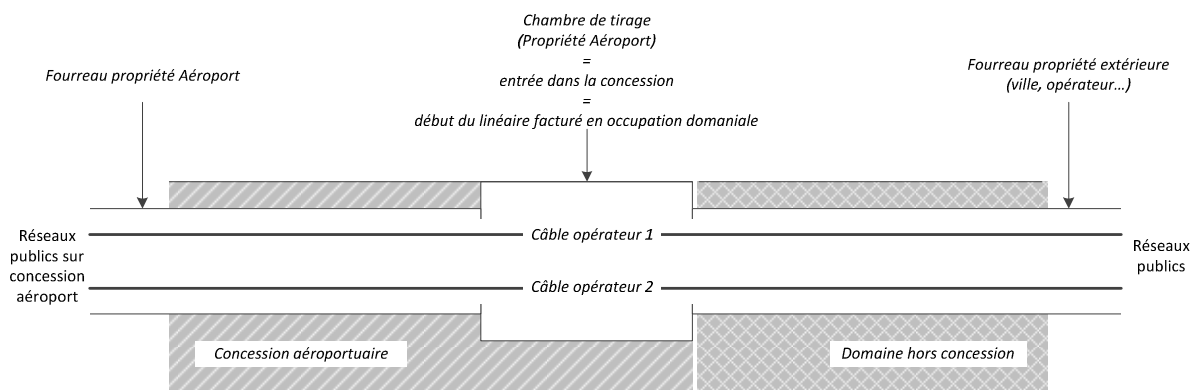 Chambre de tirage
(Propriété Aéroport)
=
entrée dans la concession
=
début du linéaire facturé en occupation domaniale
Fourreau propriété Aéroport
Fourreau propriété extérieure
(ville, opérateur...)
Réseaux
publics sur
concession
aéroport
Câble opérateur 1
Câble opérateur 2
Réseaux
publics
Concession aéroportuaire
Domaine hors concession